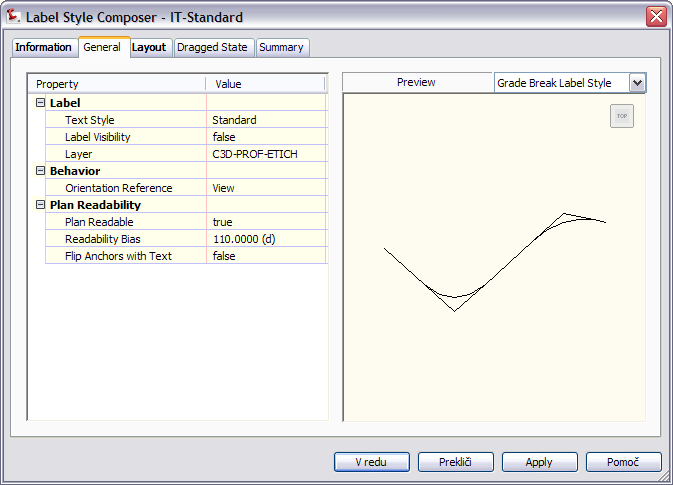 Label Style Composer - IT-Standard
Information General Layout Dragged State Summary
Property Value
Label
Text Style Standard
Label Visibility false
Layer C3D-PROF-ETICH
Behavior
Orientation Reference View
Plan Readability
Plan Readable true
Readability Bias 110.0000 (d)
Flip Anchors with Text false
Preview Grade Break Label Style
TOP
V redu Prekliči Apply Pomoč